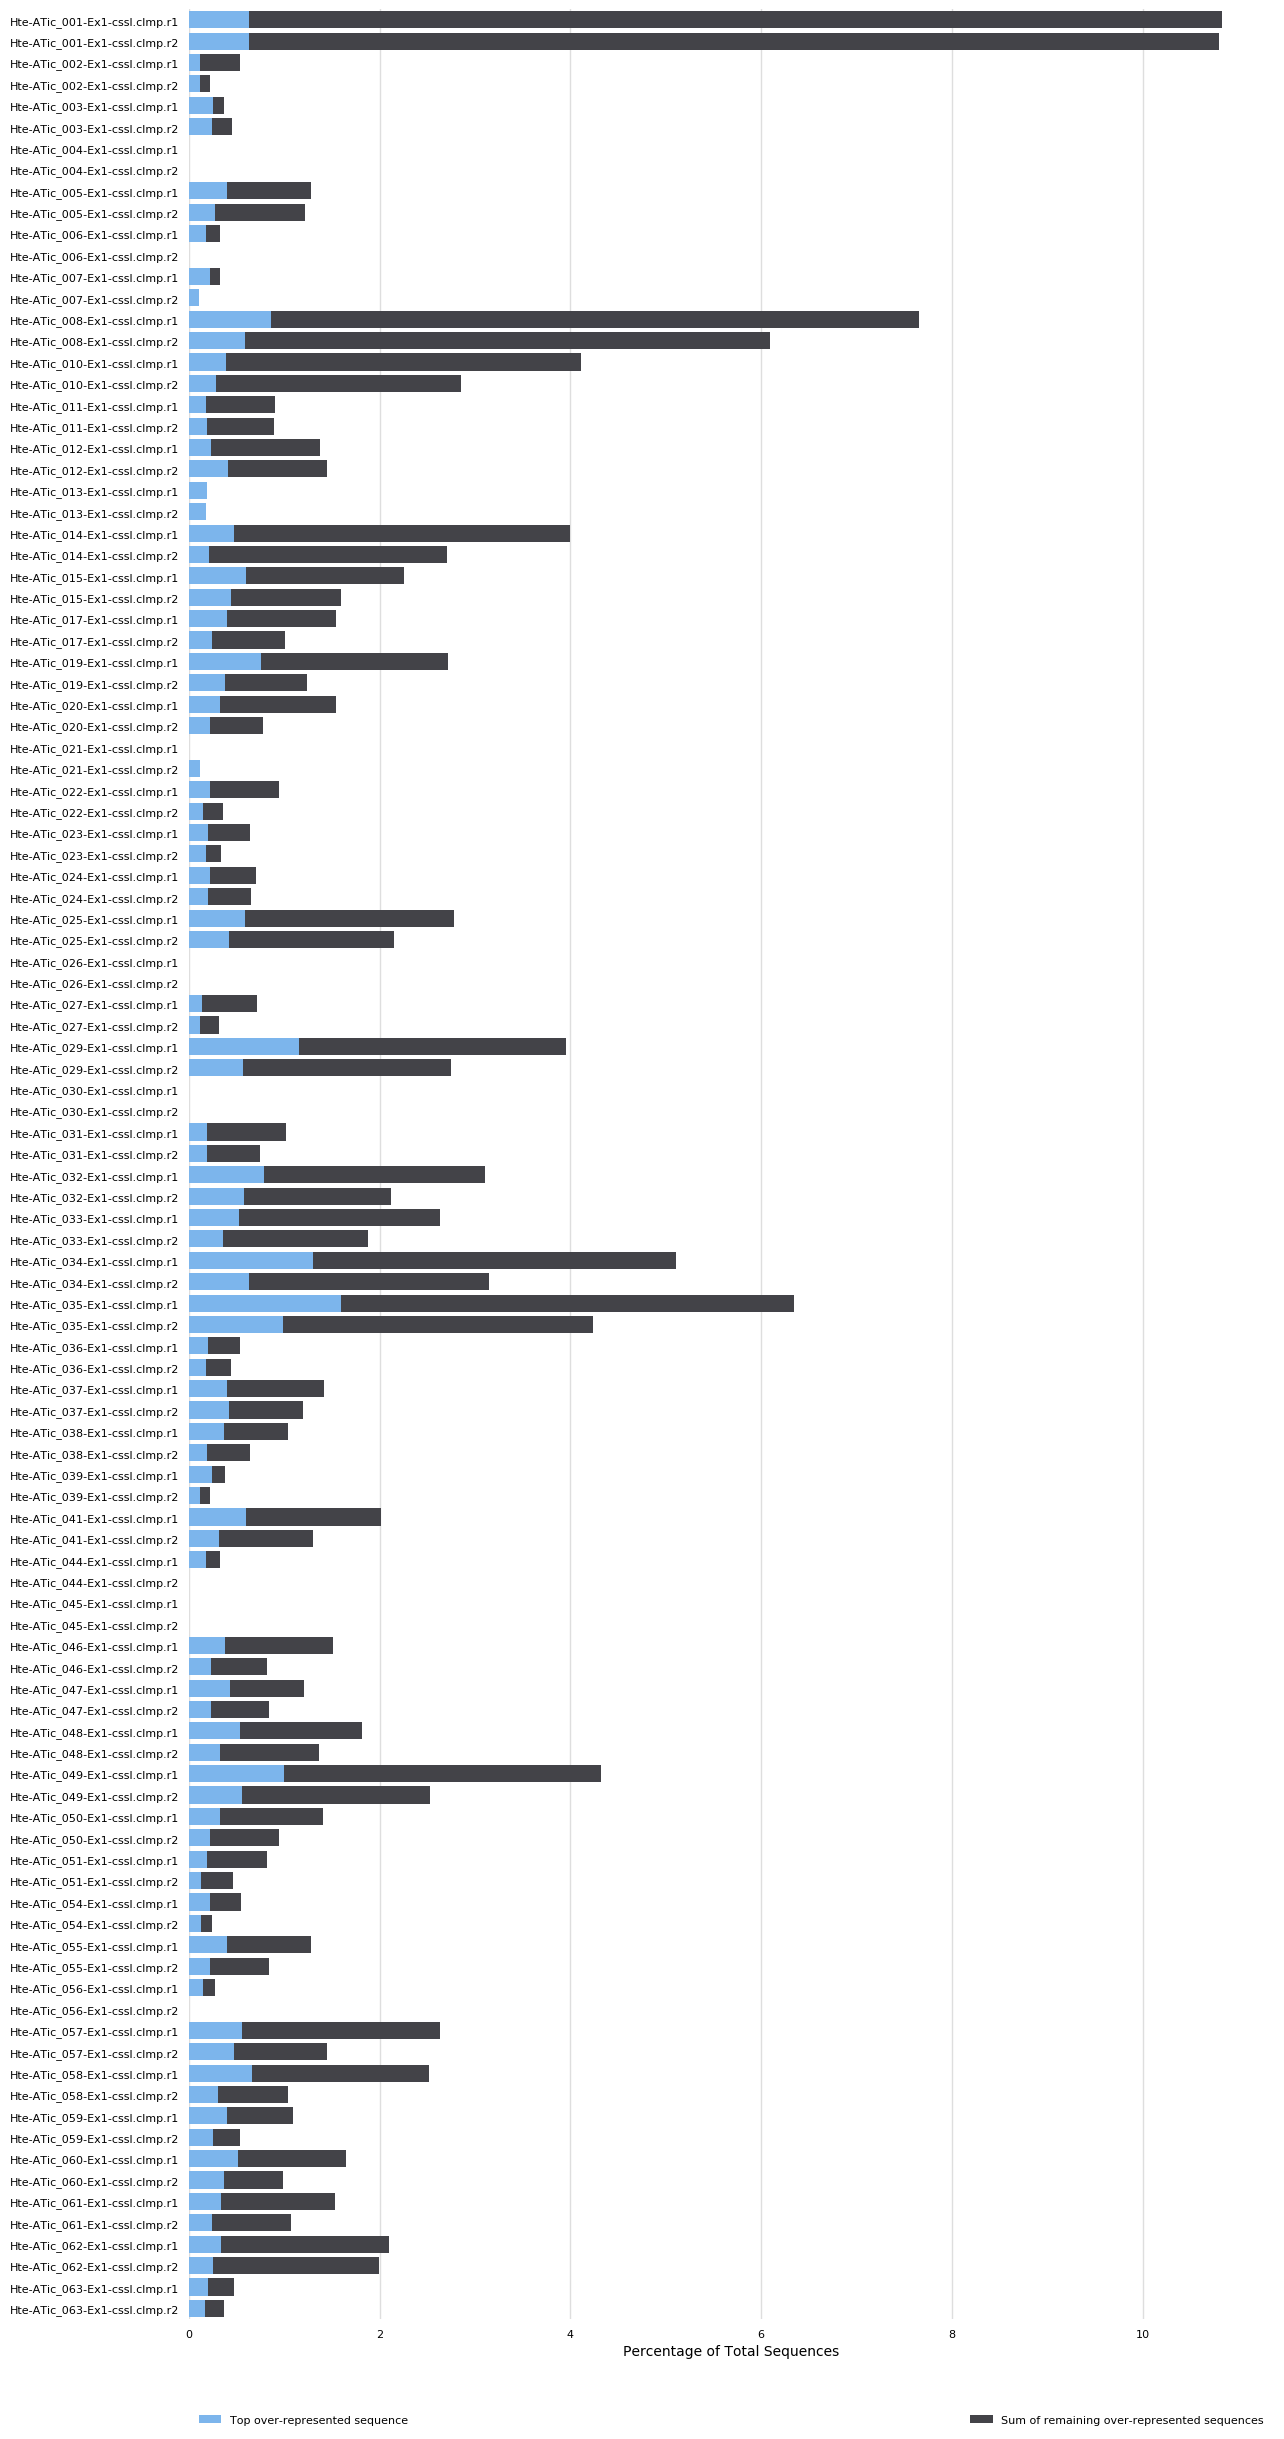 Hte-ATic_001-Ex1-cssl.clmp.r1
Hte-ATic_001-Ex1-cssl.clmp.r2
Hte-ATic_002-Ex1-cssl.clmp.r1
Hte-ATic_002-Ex1-cssl.clmp.r2
Hte-ATic_003-Ex1-cssl.clmp.r1
Hte-ATic_003-Ex1-cssl.clmp.r2
Hte-ATic_004-Ex1-cssl.clmp.r1
Hte-ATic_004-Ex1-cssl.clmp.r2
Hte-ATic_005-Ex1-cssl.clmp.r1
Hte-ATic_005-Ex1-cssl.clmp.r2
Hte-ATic_006-Ex1-cssl.clmp.r1
Hte-ATic_006-Ex1-cssl.clmp.r2
Hte-ATic_007-Ex1-cssl.clmp.r1
Hte-ATic_007-Ex1-cssl.clmp.r2
Hte-ATic_008-Ex1-cssl.clmp.r1
Hte-ATic_008-Ex1-cssl.clmp.r2
Hte-ATic_010-Ex1-cssl.clmp.r1
Hte-ATic_010-Ex1-cssl.clmp.r2
Hte-ATic_011-Ex1-cssl.clmp.r1
Hte-ATic_011-Ex1-cssl.clmp.r2
Hte-ATic_012-Ex1-cssl.clmp.r1
Hte-ATic_012-Ex1-cssl.clmp.r2
Hte-ATic_013-Ex1-cssl.clmp.r1
Hte-ATic_013-Ex1-cssl.clmp.r2
Hte-ATic_014-Ex1-cssl.clmp.r1
Hte-ATic_014-Ex1-cssl.clmp.r2
Hte-ATic_015-Ex1-cssl.clmp.r1
Hte-ATic_015-Ex1-cssl.clmp.r2
Hte-ATic_017-Ex1-cssl.clmp.r1
Hte-ATic_017-Ex1-cssl.clmp.r2
Hte-ATic_019-Ex1-cssl.clmp.r1
Hte-ATic_019-Ex1-cssl.clmp.r2
Hte-ATic_020-Ex1-cssl.clmp.r1
Hte-ATic_020-Ex1-cssl.clmp.r2
Hte-ATic_021-Ex1-cssl.clmp.r1
Hte-ATic_021-Ex1-cssl.clmp.r2
Hte-ATic_022-Ex1-cssl.clmp.r1
Hte-ATic_022-Ex1-cssl.clmp.r2
Hte-ATic_023-Ex1-cssl.clmp.r1
Hte-ATic_023-Ex1-cssl.clmp.r2
Hte-ATic_024-Ex1-cssl.clmp.r1
Hte-ATic_024-Ex1-cssl.clmp.r2
Hte-ATic_025-Ex1-cssl.clmp.r1
Hte-ATic_025-Ex1-cssl.clmp.r2
Hte-ATic_026-Ex1-cssl.clmp.r1
Hte-ATic_026-Ex1-cssl.clmp.r2
Hte-ATic_027-Ex1-cssl.clmp.r1
Hte-ATic_027-Ex1-cssl.clmp.r2
Hte-ATic_029-Ex1-cssl.clmp.r1
Hte-ATic_029-Ex1-cssl.clmp.r2
Hte-ATic_030-Ex1-cssl.clmp.r1
Hte-ATic_030-Ex1-cssl.clmp.r2
Hte-ATic_031-Ex1-cssl.clmp.r1
Hte-ATic_031-Ex1-cssl.clmp.r2
Hte-ATic_032-Ex1-cssl.clmp.r1
Hte-ATic_032-Ex1-cssl.clmp.r2
Hte-ATic_033-Ex1-cssl.clmp.r1
Hte-ATic_033-Ex1-cssl.clmp.r2
Hte-ATic_034-Ex1-cssl.clmp.r1
Hte-ATic_034-Ex1-cssl.clmp.r2
Hte-ATic_035-Ex1-cssl.clmp.r1
Hte-ATic_035-Ex1-cssl.clmp.r2
Hte-ATic_036-Ex1-cssl.clmp.r1
Hte-ATic_036-Ex1-cssl.clmp.r2
Hte-ATic_037-Ex1-cssl.clmp.r1
Hte-ATic_037-Ex1-cssl.clmp.r2
Hte-ATic_038-Ex1-cssl.clmp.r1
Hte-ATic_038-Ex1-cssl.clmp.r2
Hte-ATic_039-Ex1-cssl.clmp.r1
Hte-ATic_039-Ex1-cssl.clmp.r2
Hte-ATic_041-Ex1-cssl.clmp.r1
Hte-ATic_041-Ex1-cssl.clmp.r2
Hte-ATic_044-Ex1-cssl.clmp.r1
Hte-ATic_044-Ex1-cssl.clmp.r2
Hte-ATic_045-Ex1-cssl.clmp.r1
Hte-ATic_045-Ex1-cssl.clmp.r2
Hte-ATic_046-Ex1-cssl.clmp.r1
Hte-ATic_046-Ex1-cssl.clmp.r2
Hte-ATic_047-Ex1-cssl.clmp.r1
Hte-ATic_047-Ex1-cssl.clmp.r2
Hte-ATic_048-Ex1-cssl.clmp.r1
Hte-ATic_048-Ex1-cssl.clmp.r2
Hte-ATic_049-Ex1-cssl.clmp.r1
Hte-ATic_049-Ex1-cssl.clmp.r2
Hte-ATic_050-Ex1-cssl.clmp.r1
Hte-ATic_050-Ex1-cssl.clmp.r2
Hte-ATic_051-Ex1-cssl.clmp.r1
Hte-ATic_051-Ex1-cssl.clmp.r2
Hte-ATic_054-Ex1-cssl.clmp.r1
Hte-ATic_054-Ex1-cssl.clmp.r2
Hte-ATic_055-Ex1-cssl.clmp.r1
Hte-ATic_055-Ex1-cssl.clmp.r2
Hte-ATic_056-Ex1-cssl.clmp.r1
Hte-ATic_056-Ex1-cssl.clmp.r2
Hte-ATic_057-Ex1-cssl.clmp.r1
Hte-ATic_057-Ex1-cssl.clmp.r2
Hte-ATic_058-Ex1-cssl.clmp.r1
Hte-ATic_058-Ex1-cssl.clmp.r2
Hte-ATic_059-Ex1-cssl.clmp.r1
Hte-ATic_059-Ex1-cssl.clmp.r2
Hte-ATic_060-Ex1-cssl.clmp.r1
Hte-ATic_060-Ex1-cssl.clmp.r2
Hte-ATic_061-Ex1-cssl.clmp.r1
Hte-ATic_061-Ex1-cssl.clmp.r2
Hte-ATic_062-Ex1-cssl.clmp.r1
Hte-ATic_062-Ex1-cssl.clmp.r2
Hte-ATic_063-Ex1-cssl.clmp.r1
Hte-ATic_063-Ex1-cssl.clmp.r2
0 2 4 6 8 10
Percentage of Total Sequences
Top over-represented sequence Sum of remaining over-represented sequences